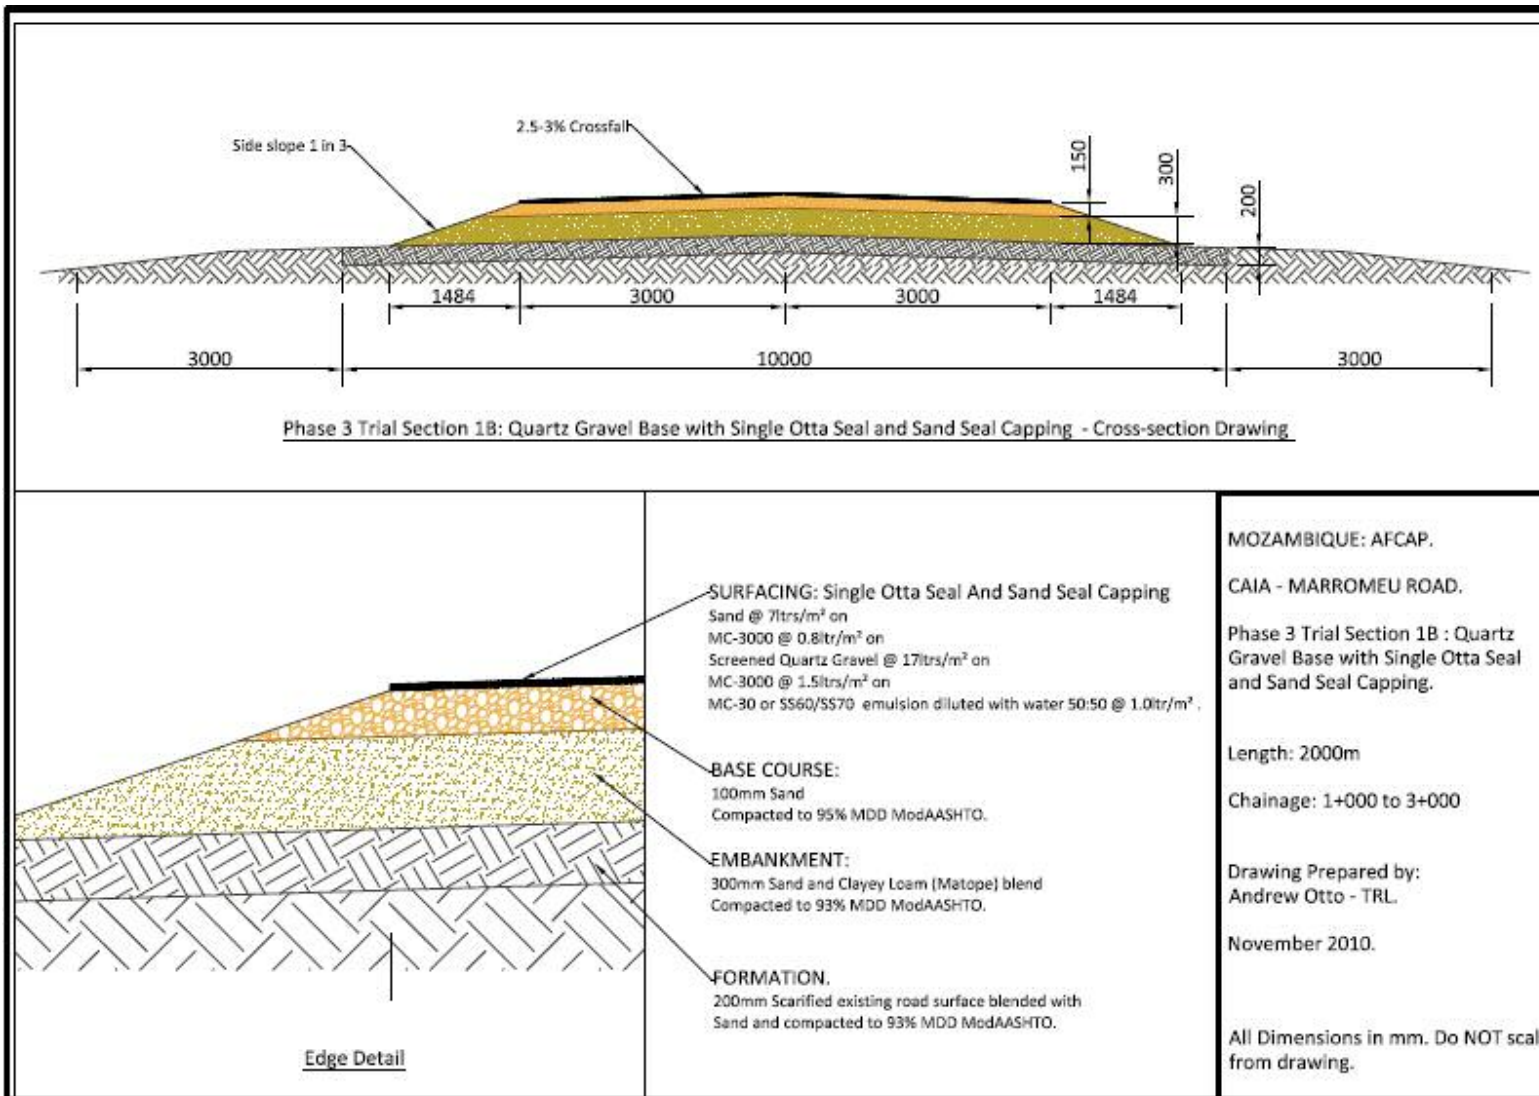 2.5-3% Crossfall
Side slope 1 in 3
150
300
200
1484
3000
3000
1484
3000
10000
3000
Phase 3 Trial Section 1B: Quartz Gravel Base with Single Otta Seal and Sand Seal Capping - Cross-section Drawing
SURFACING: Single Otta Seal And Sand Seal Capping
Sand @ 7ltrs/m² on
MC-3000 @ 0.8ltr/m² on
Screened Quartz Gravel @ 17ltrs/m² on
MC-3000 @ 1.5ltrs/m² on
MC-30 or SS60/SS70 emulsion diluted with water 50:50 @ 1.0ltr/m² .
BASE COURSE:
100mm Sand
Compacted to 95% MDD ModAASHTO.
EMBANKMENT:
300mm Sand and Clayey Loam (Matope) blend
Compacted to 93% MDD ModAASHTO.
FORMATION.
200mm Scarified existing road surface blended with
Sand and compacted to 93% MDD ModAASHTO.
Edge Detail
MOZAMBIQUE: AFCAP.
CAIA - MARROMEU ROAD.
Phase 3 Trial Section 1B : Quartz
Gravel Base with Single Otta Seal
and Sand Seal Capping.
Length: 2000m
Chainage: 1+000 to 3+000
Drawing Prepared by:
Andrew Otto - TRL.
November 2010.
All Dimensions in mm. Do NOT scal
from drawing.